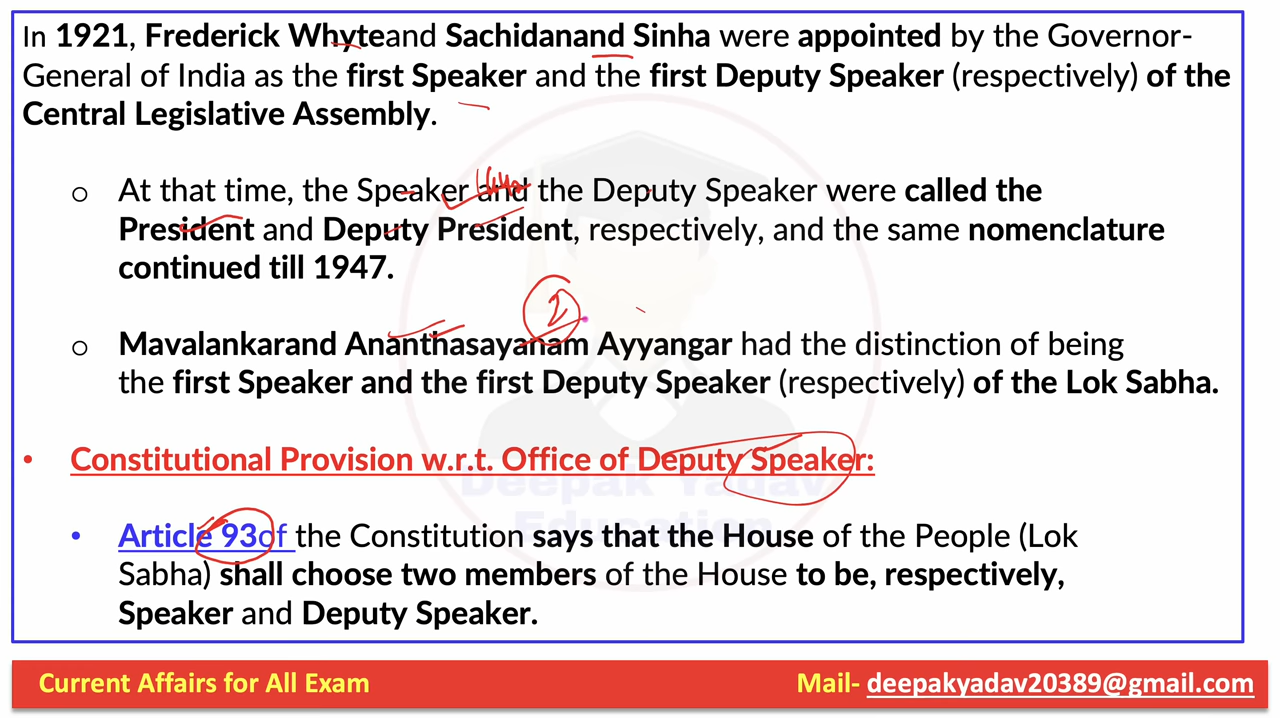 In 1921, Frederick Whyteand Sachidanand Sinha were appointed by the Governor-
General of India as the first Speaker and the first Deputy Speaker (respectively) of the
Central Legislative Assembly.
o At that time, the Speaker and the Deputy Speaker were called the
President and Deputy President, respectively, and the same nomenclature
continued till 1947.
o Mavalankarand Ananthasayanam Ayyangar had the distinction of being
the first Speaker and the first Deputy Speaker (respectively) of the Lok Sabha.
• Constitutional Provision w.r.t. Office of Deputy Speaker:
Deepak Yadav
Education
• Article 93of the Constitution says that the House of the People (Lok
Sabha) shall choose two members of the House to be, respectively,
Speaker and Deputy Speaker.
Current Affairs for All Exam
Mail- deepakyadav20389@gmail.com